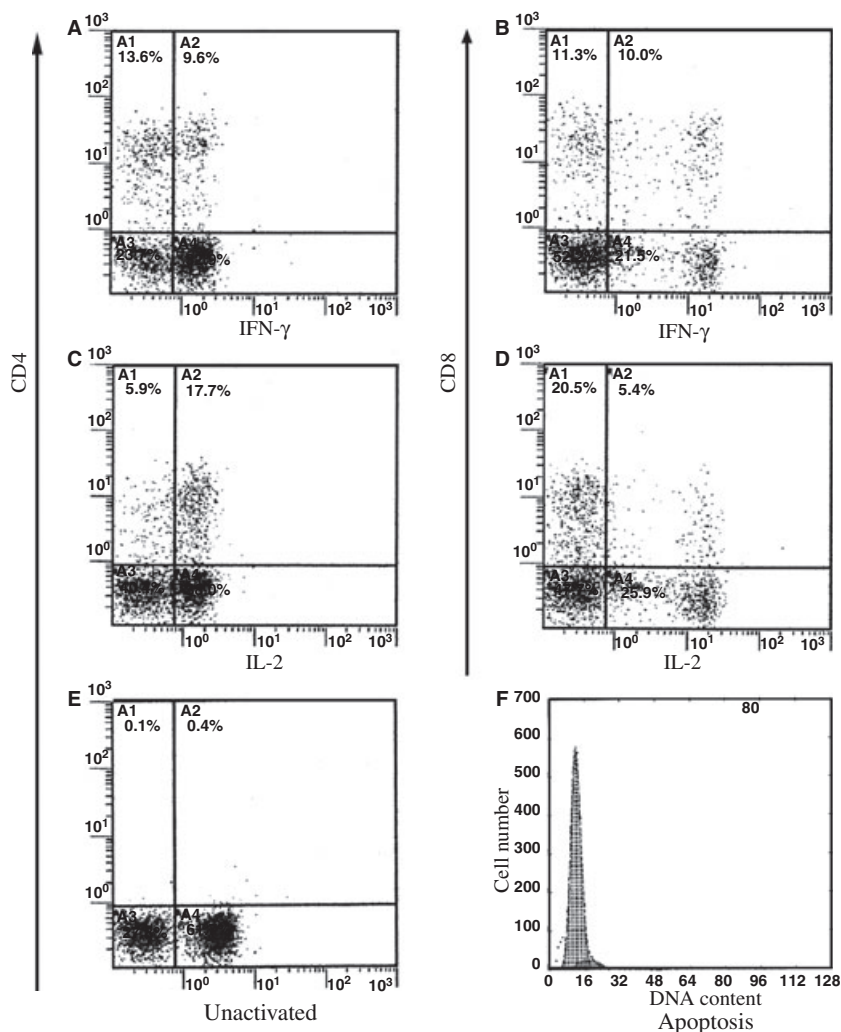 A
10³
A1
13.6%
A2
9.6%
10²
10¹
10⁰
A3
10⁰ 10¹ 10² 10³
IFN-γ
B
10³
A1
11.3%
A2
10.0%
10²
10¹
10⁰
A3
A4
21.5%
10⁰ 10¹ 10² 10³
IFN-γ
CD4
CD8
C
10³
A1
5.9%
A2
17.7%
10²
10¹
10⁰
A3
10⁰ 10¹ 10² 10³
IL-2
D
10³
A1
20.5%
A2
5.4%
10²
10¹
10⁰
A3
A4
25.9%
10⁰ 10¹ 10² 10³
IL-2
E
10³
A1
0.1%
A2
0.4%
10²
10¹
10⁰
A3
A4
10⁰ 10¹ 10² 10³
Unactivated
F
700
600
500
400
300
200
100
0
80
Cell number
0 16 32 48 64 80 96 112 128
DNA content
Apoptosis